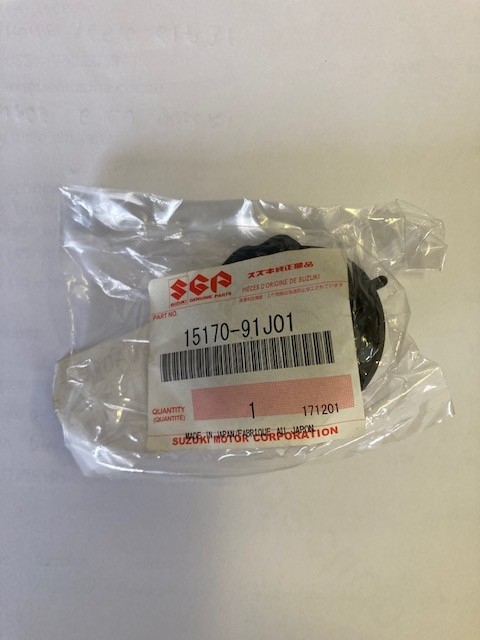 SGP
SUZUKI GENUINE PARTS
スズキ純正部品
PIÈCES D'ORIGINE DE SUZUKI
PART NO.
15170-91J01
QUANTITY
(QUANTITÉ)
1
171201
MADE IN JAPAN/FABRIQUE AU JAPON
SUZUKI MOTOR CORPORATION